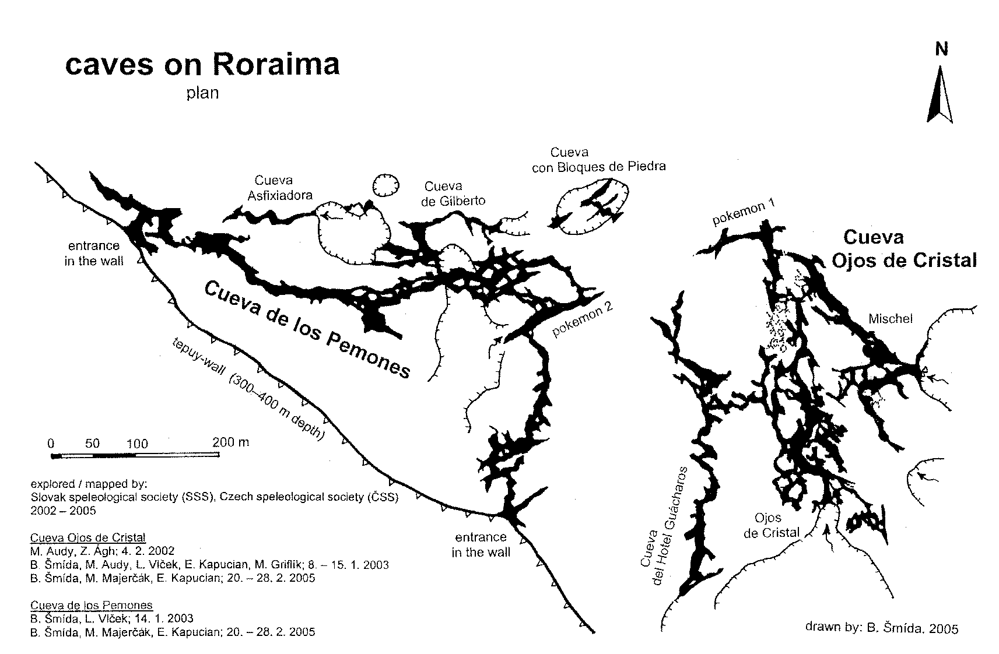 caves on Roraima
plan
N
Cueva
con Bloques de Piedra
Cueva
Asfixiadora
Cueva
de Gilberto
pokemon 1
Cueva
Ojos de Cristal
entrance
in the wall
Cueva de los Pemones
pokemon 2
Mischel
tepuy-wall (300–400 m depth)
0 50 100 200 m
Cueva
del Hotel Guácharos
Ojos
de Cristal
entrance
in the wall
explored / mapped by:
Slovak speleological society (SSS), Czech speleological society (ČSS)
2002 – 2005
Cueva Ojos de Cristal
M. Audy, Z. Ágh; 4. 2. 2002
B. Šmída, M. Audy, L. Vlček, E. Kapucian, M. Griflík; 8. – 15. 1. 2003
B. Šmída, M. Majerčák, E. Kapucian; 20. – 28. 2. 2005
Cueva de los Pemones
B. Šmída, L. Vlček; 14. 1. 2003
B. Šmída, M. Majerčák, E. Kapucian; 20. – 28. 2. 2005
drawn by: B. Šmída. 2005